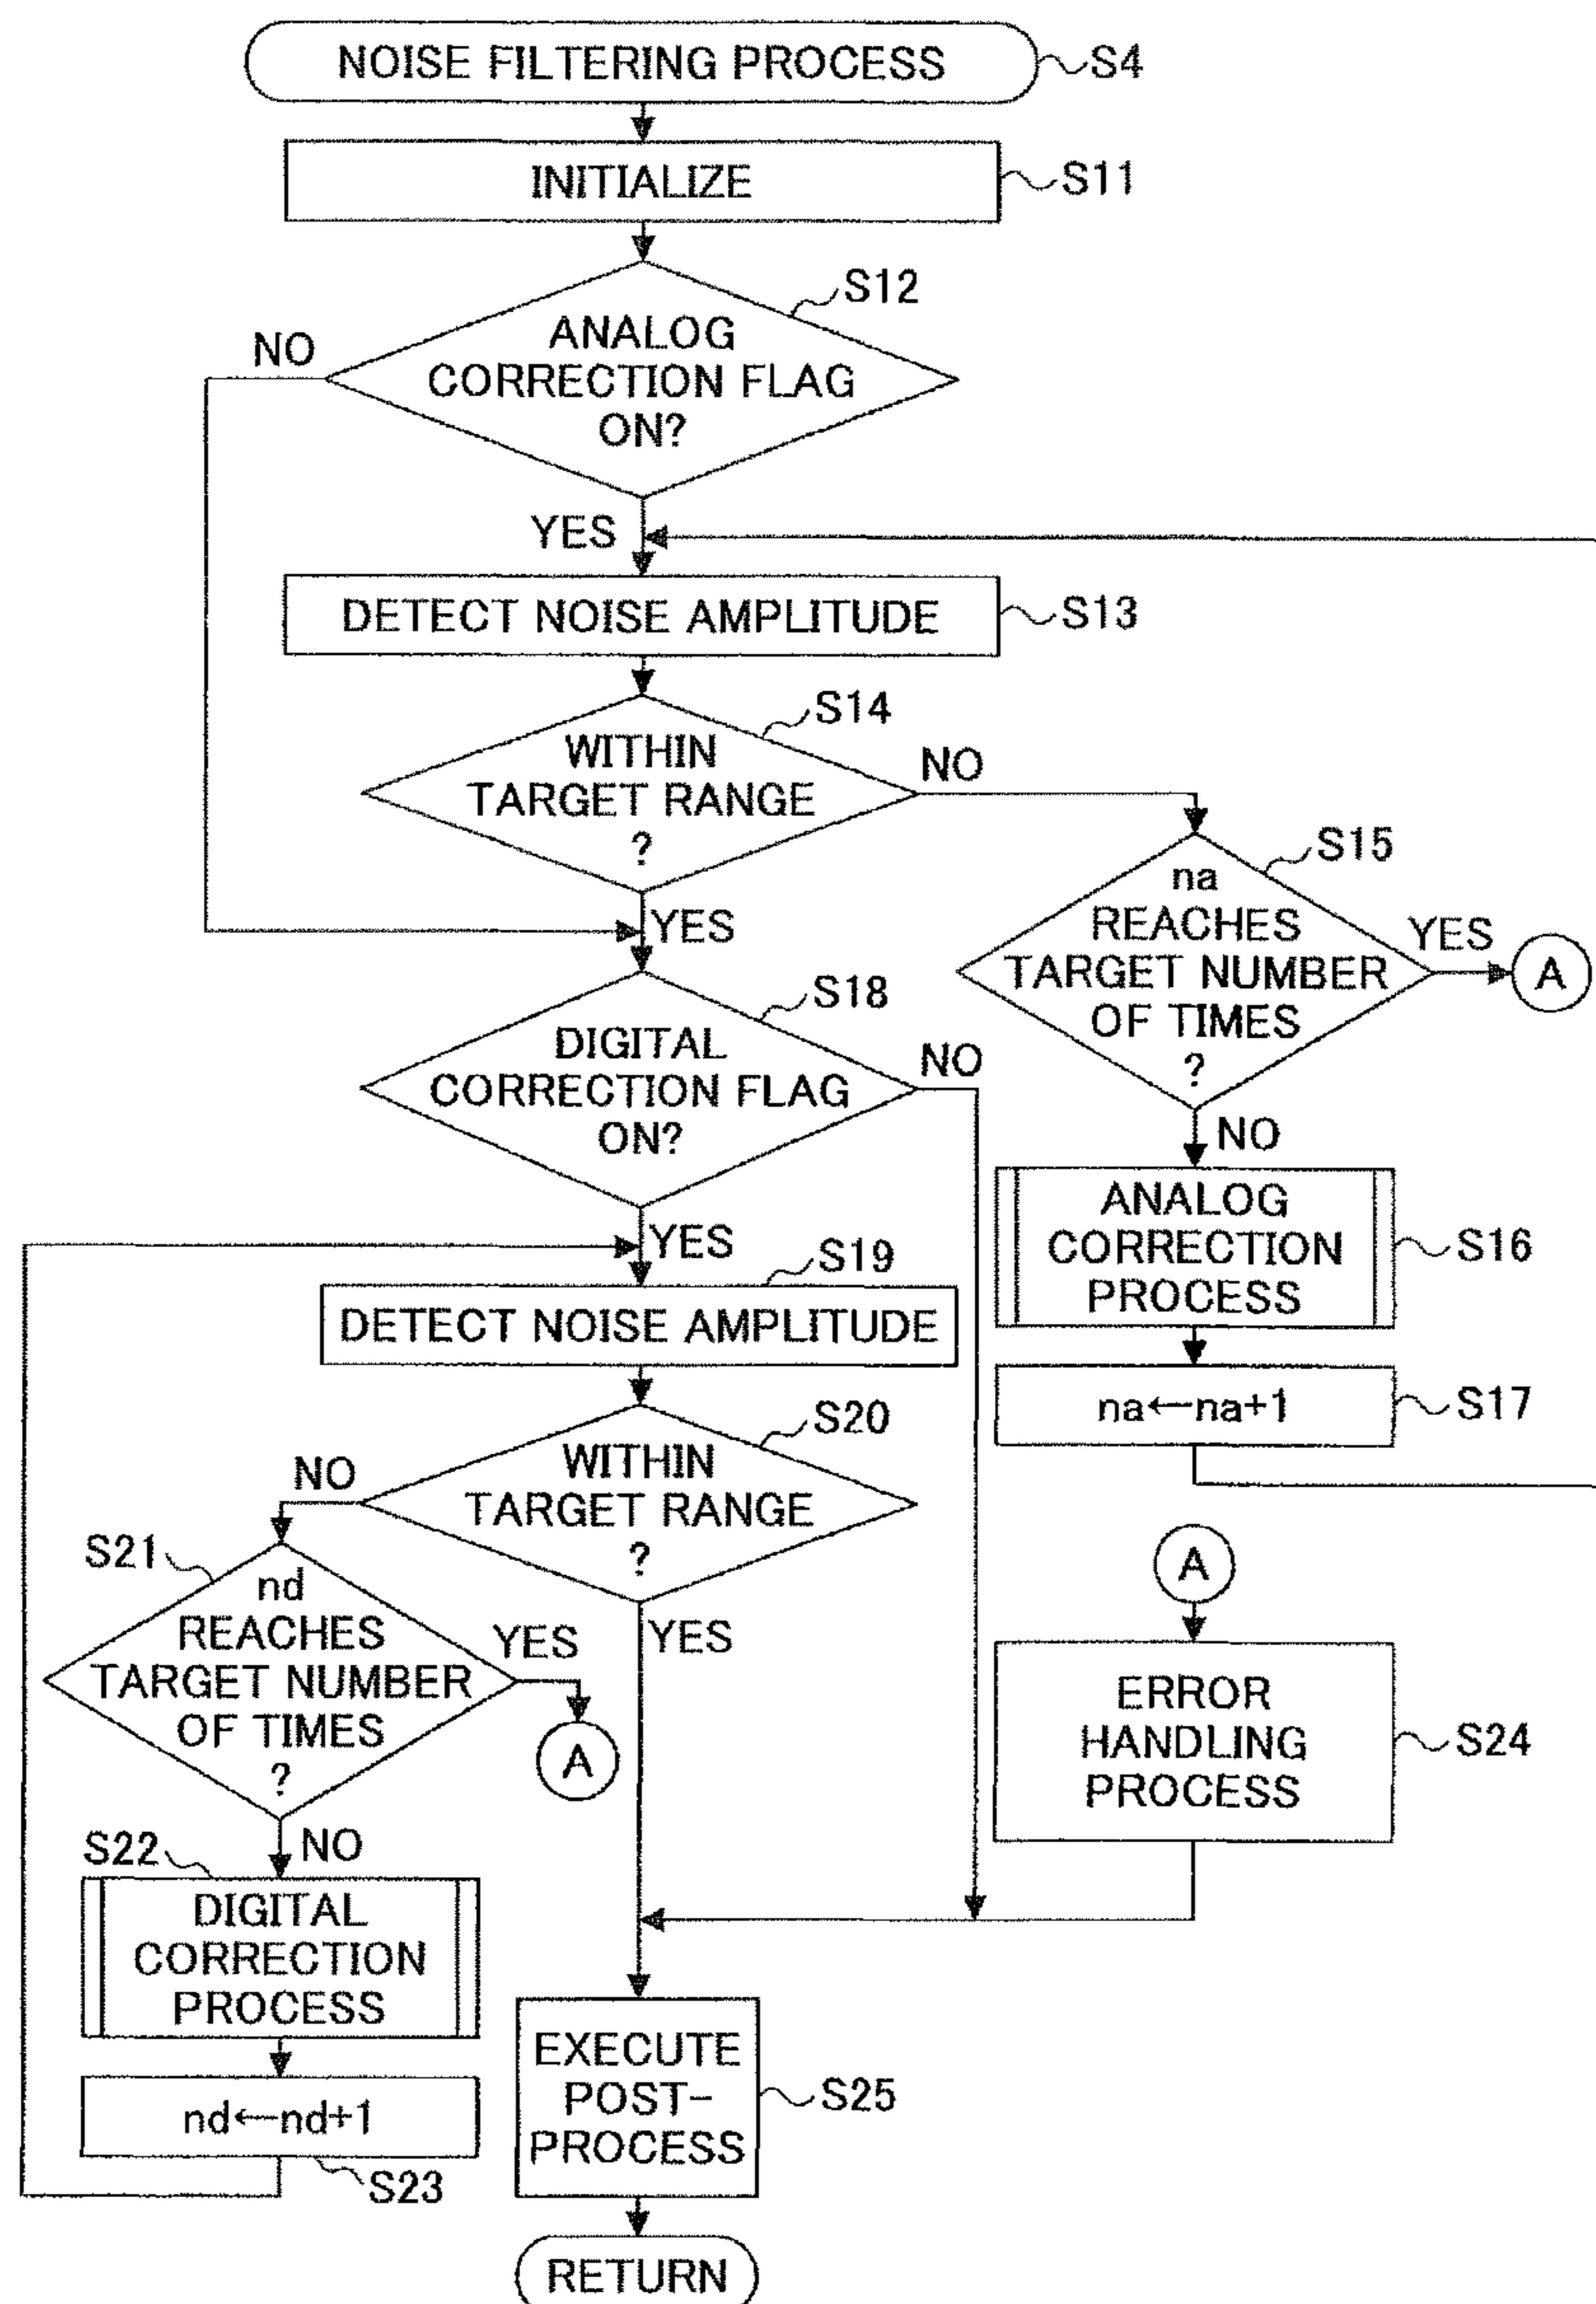 NOISE FILTERING PROCESS
S4
INITIALIZE
S11
S12
ANALOG
CORRECTION FLAG
ON?
NO
YES
DETECT NOISE AMPLITUDE
S13
S14
WITHIN
TARGET RANGE
?
NO
YES
S15
na
REACHES
TARGET NUMBER
OF TIMES
?
YES
A
NO
ANALOG
CORRECTION
PROCESS
S16
na←na+1
S17
S18
DIGITAL
CORRECTION FLAG
ON?
NO
YES
S19
DETECT NOISE AMPLITUDE
S20
WITHIN
TARGET RANGE
?
NO
YES
S21
nd
REACHES
TARGET NUMBER
OF TIMES
?
YES
A
NO
S22
DIGITAL
CORRECTION
PROCESS
nd←nd+1
S23
A
ERROR
HANDLING
PROCESS
S24
EXECUTE
POST-
PROCESS
S25
RETURN